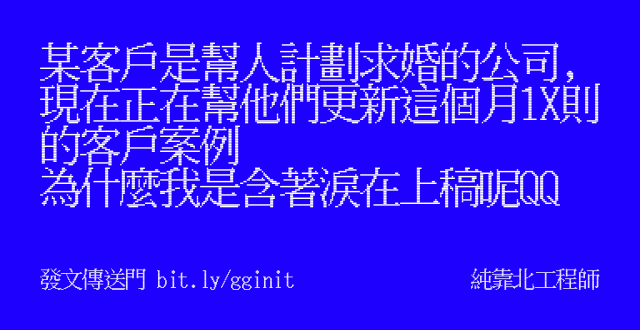 某客戶是幫人計劃求婚的公司,
現在正在幫他們更新這個月1X則
的客戶案例
為什麼我是含著淚在上稿呢QQ
發文傳送門 bit.ly/gginit
純靠北工程師